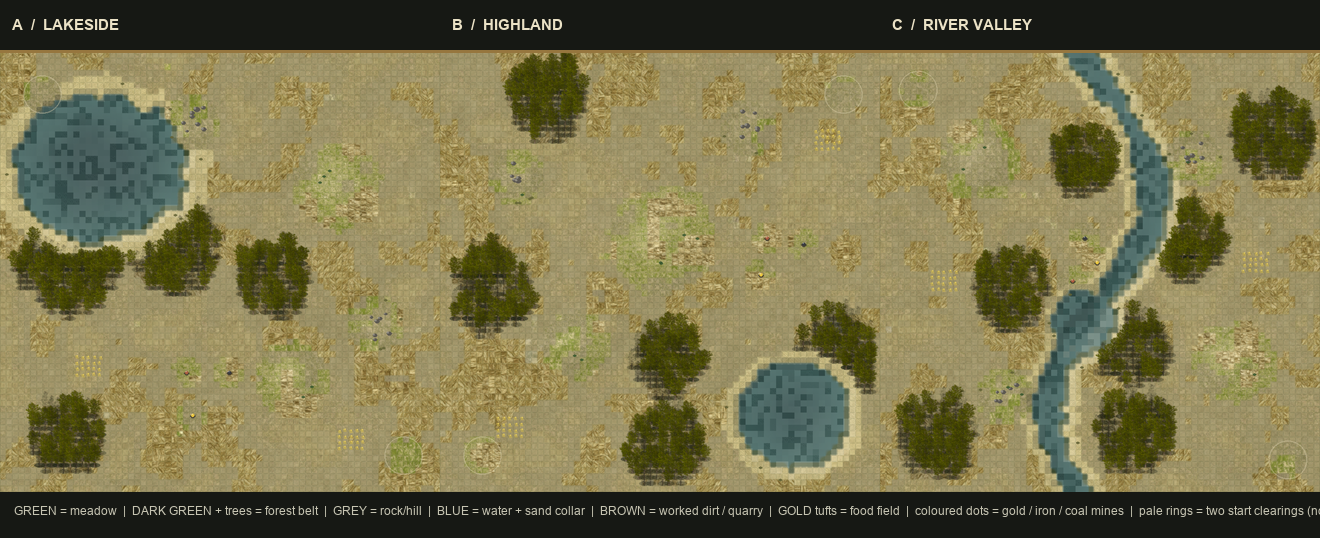 A / LAKESIDE
B / HIGHLAND
C / RIVER VALLEY
GREEN = meadow | DARK GREEN + trees = forest belt | GREY = rock/hill | BLUE = water + sand collar | BROWN = worked dirt / quarry | GOLD tufts = food field | coloured dots = gold / iron / coal mines | pale rings = two start clearings (no